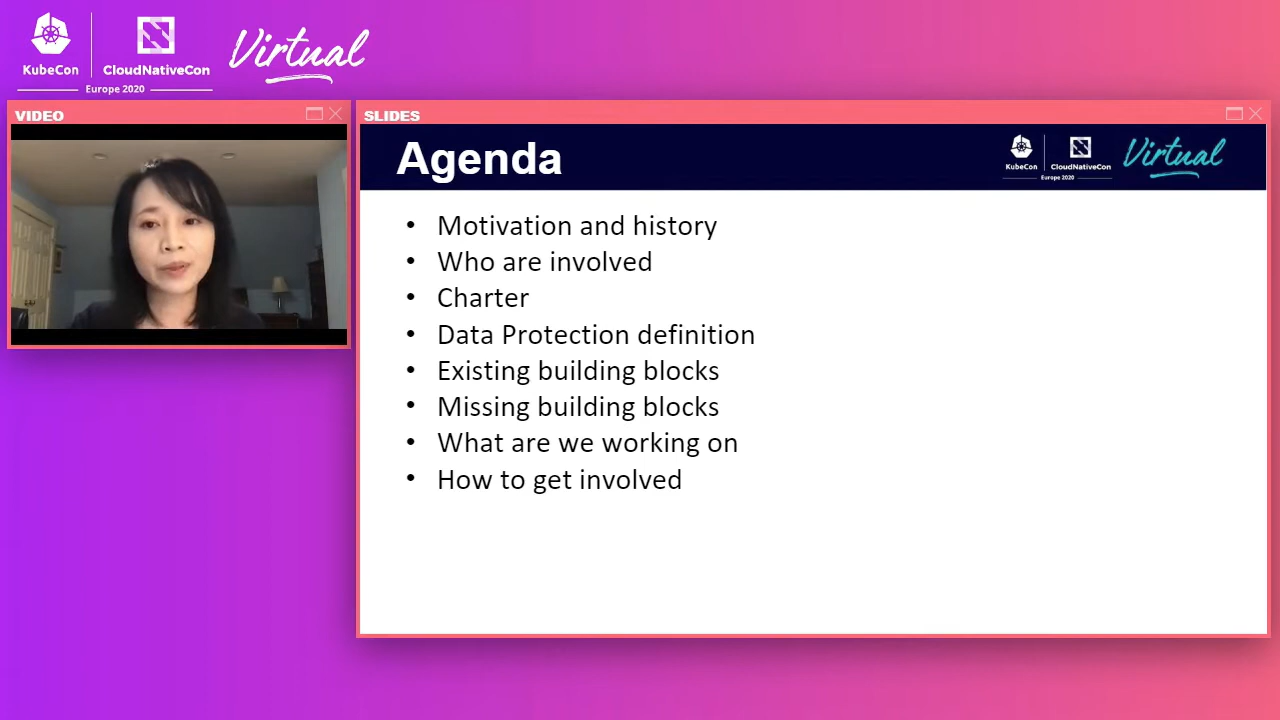 KubeCon
CloudNativeCon
Europe 2020
Virtual
VIDEO
SLIDES
Agenda
KubeCon
CloudNativeCon
Europe 2020
Virtual
• Motivation and history
• Who are involved
• Charter
• Data Protection definition
• Existing building blocks
• Missing building blocks
• What are we working on
• How to get involved